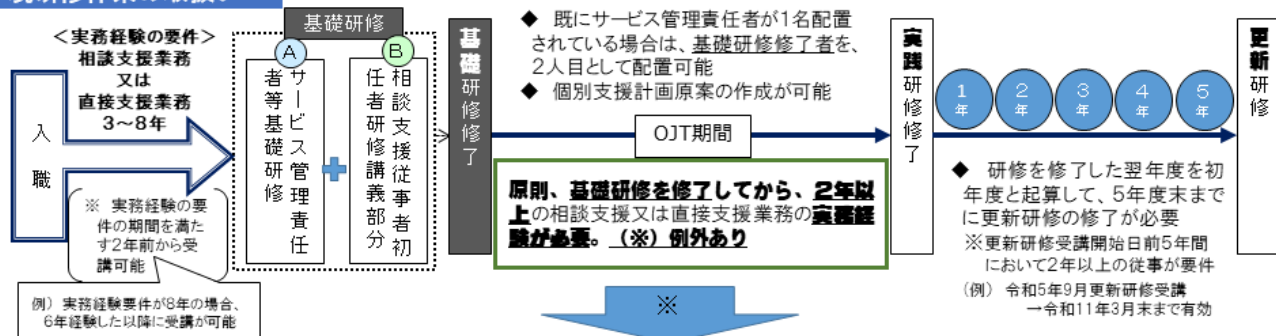 ＜実務経験の要件＞
相談支援業務
又は
直接支援業務
3～8年
入職
※ 実務経験の要
件の期間を満た
す2年前から受
講可能
例）実務経験要件が8年の場合、
6年経験した以降に受講が可能
基礎研修
A
サービス管理責任
者等基礎研修
B
相談支援従事者初
任者研修講義部分
基礎研修修了
◆ 既にサービス管理責任者が1名配置
されている場合は、基礎研修修了者を、
2人目として配置可能
◆ 個別支援計画原案の作成が可能
OJT期間
原則、基礎研修を修了してから、2年以
上の相談支援又は直接支援業務の実務経
験が必要。（※）例外あり
※
実践研修修了
1年
2年
3年
4年
5年
更新研修
◆ 研修を修了した翌年度を初
年度と起算して、5年度末まで
に更新研修の修了が必要
※更新研修受講開始日前5年間
において2年以上の従事が要件
（例） 令和5年9月更新研修受講
→令和11年3月末まで有効